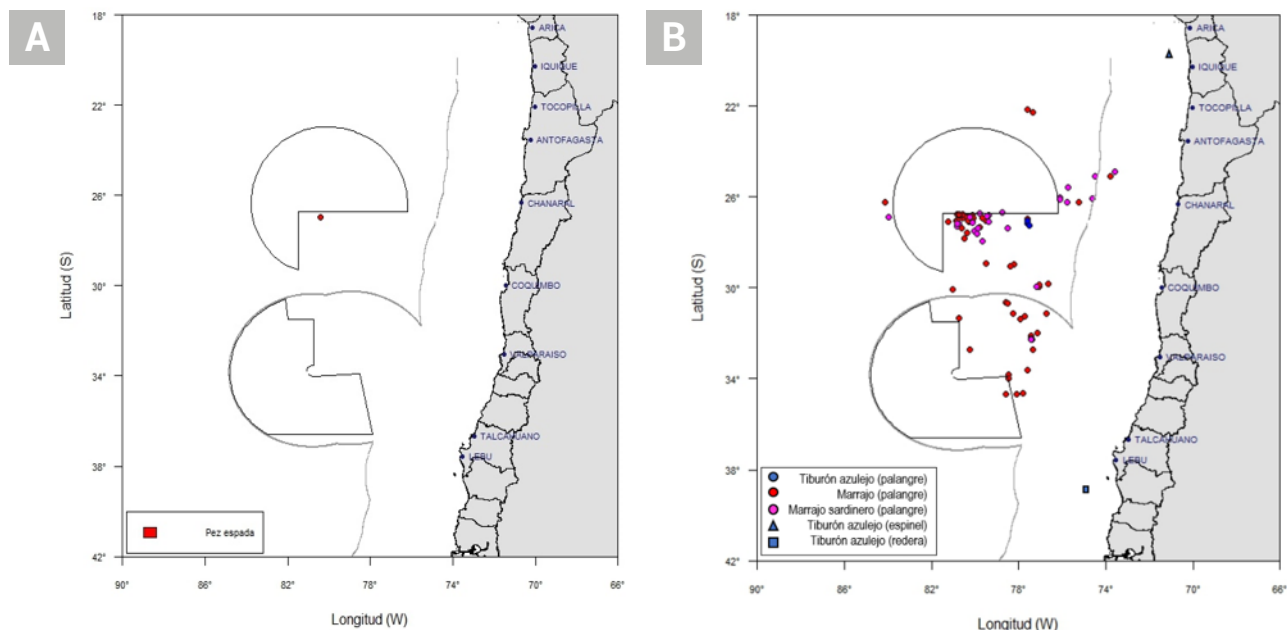 A
18°
22°
26°
30°
34°
38°
42°
Latitud (S)
ARICA
IQUIQUE
TOCOPILLA
ANTOFAGASTA
CHANARAL
COQUIMBO
VALPARAISO
TALCAHUANO
LEBU
Pez espada
90°
86°
82°
78°
74°
70°
66°
Longitud (W)
B
18°
22°
26°
30°
34°
38°
42°
Latitud (S)
ARICA
IQUIQUE
TOCOPILLA
ANTOFAGASTA
CHANARAL
COQUIMBO
VALPARAISO
TALCAHUANO
LEBU
Tiburón azulejo (palangre)
Marrajo (palangre)
Marrajo sardinero (palangre)
Tiburón azulejo (espinel)
Tiburón azulejo (redera)
90°
86°
82°
78°
74°
70°
66°
Longitud (W)